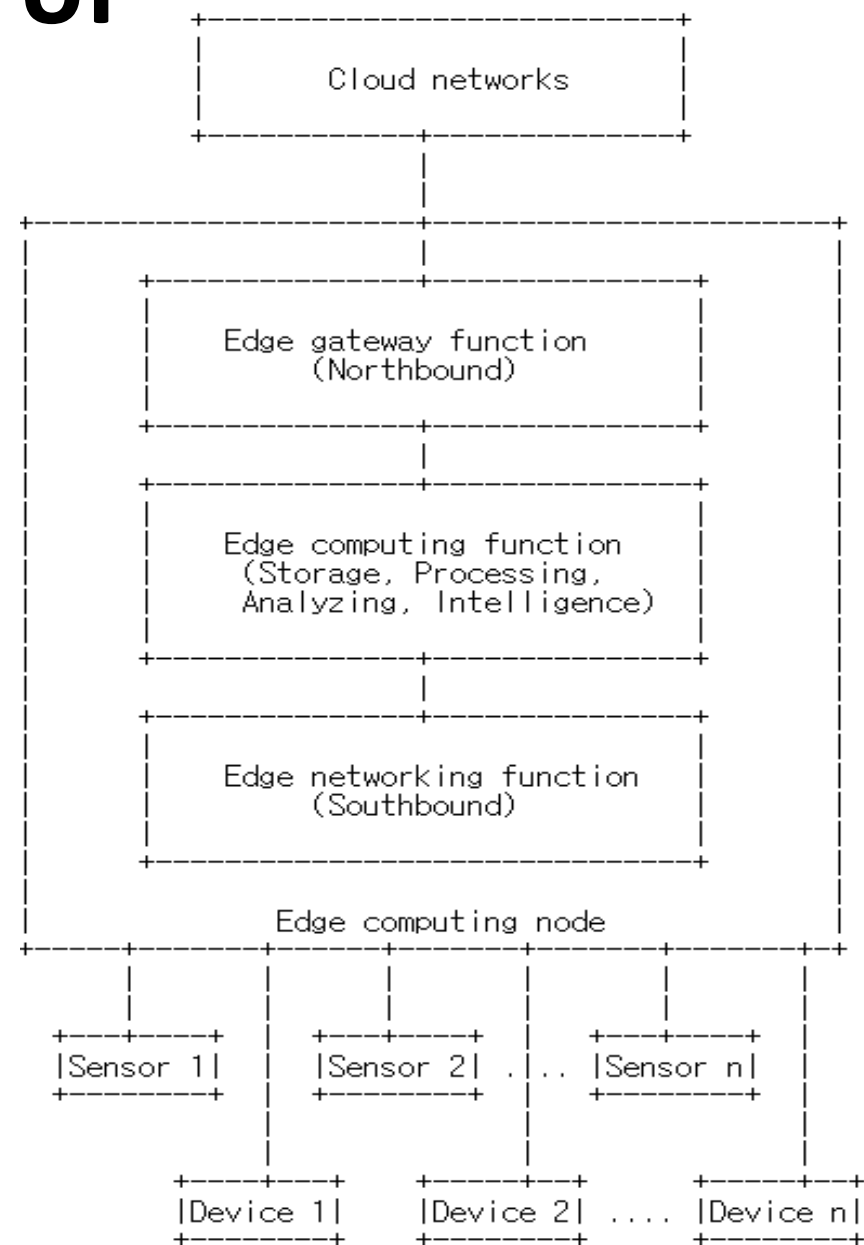 Cloud networks
Edge gateway function
(Northbound)
Edge computing function
(Storage, Processing,
Analyzing, Intelligence)
Edge networking function
(Southbound)
Edge computing node
|Sensor 1| |Sensor 2| .... |Sensor n|
|Device 1| |Device 2| .... |Device n|